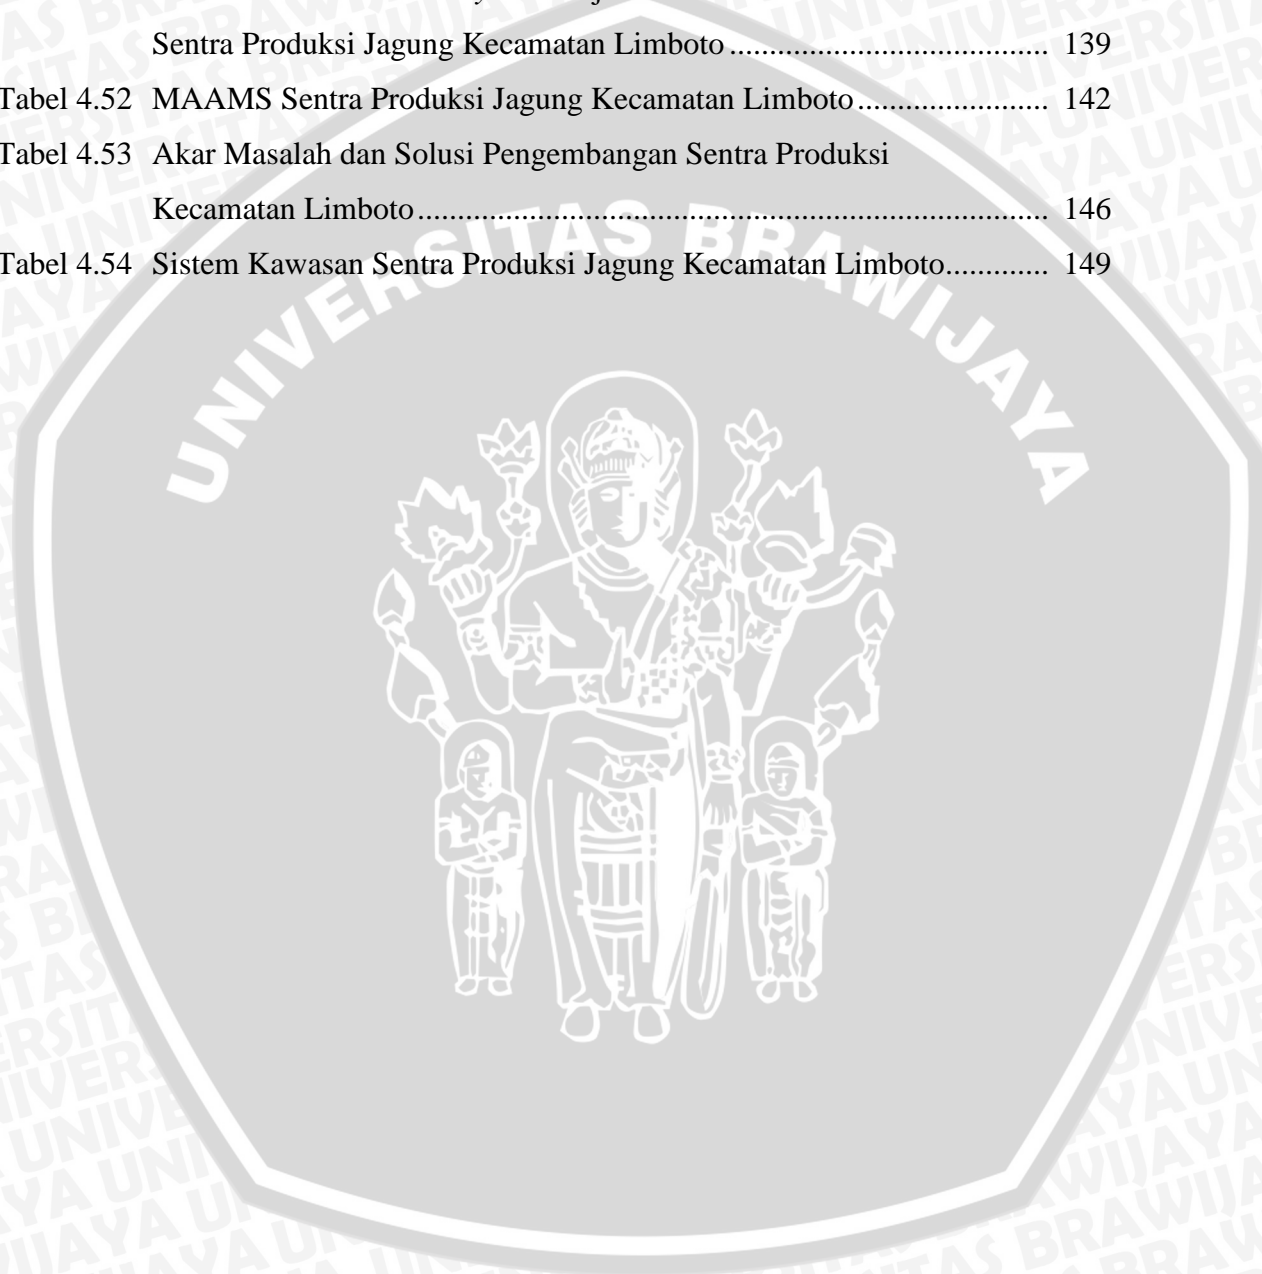 Sentra Produksi Jagung Kecamatan Limboto ........................................ 139
Tabel 4.52 MAAMS Sentra Produksi Jagung Kecamatan Limboto ........................ 142
Tabel 4.53 Akar Masalah dan Solusi Pengembangan Sentra Produksi
Kecamatan Limboto ................................................................................ 146
Tabel 4.54 Sistem Kawasan Sentra Produksi Jagung Kecamatan Limboto ............. 149
UNIVERSITAS BRAWIJAYA